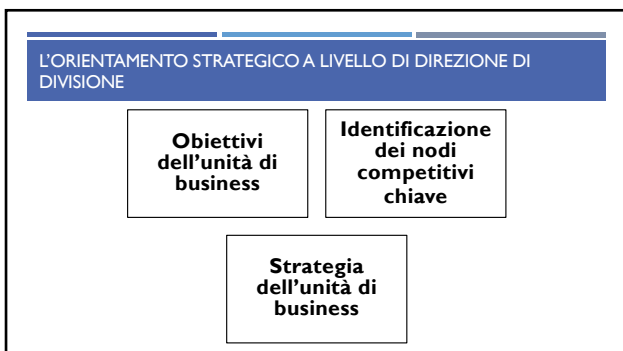 L'ORIENTAMENTO STRATEGICO A LIVELLO DI DIREZIONE DI
DIVISIONE
Obiettivi
dell'unità di
business
Identificazione
dei nodi
competitivi
chiave
Strategia
dell'unità di
business